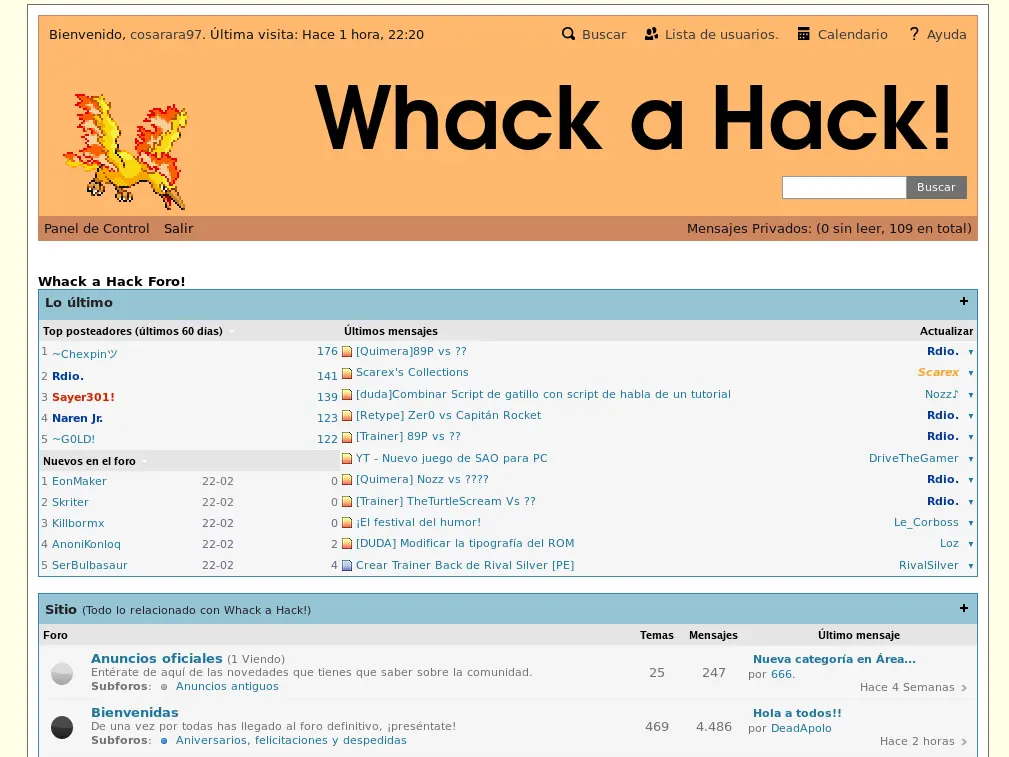 Bienvenido, cosarara97. Última visita: Hace 1 hora, 22:20
Buscar Lista de usuarios. Calendario Ayuda
Whack a Hack!
Buscar
Panel de Control Salir
Mensajes Privados: (0 sin leer, 109 en total)
Whack a Hack Foro!
Lo último
Top posteadores (últimos 60 días)
1 ~Chexpinツ 176
2 Rdio. 141
3 Sayer301! 139
4 Naren Jr. 123
5 ~G0LD! 122
Nuevos en el foro
1 EonMaker 22-02 0
2 Skriter 22-02 0
3 Killbormx 22-02 0
4 AnoniKonloq 22-02 2
5 SerBulbasaur 22-02 4
Últimos mensajes Actualizar
[Quimera]89P vs ?? Rdio.
Scarex's Collections Scarex
[duda]Combinar Script de gatillo con script de habla de un tutorial Nozz♪
[Retype] Zer0 vs Capitán Rocket Rdio.
[Trainer] 89P vs ?? Rdio.
YT - Nuevo juego de SAO para PC DriveTheGamer
[Quimera] Nozz vs ???? Rdio.
[Trainer] TheTurtleScream Vs ?? Rdio.
¡El festival del humor! Le_Corboss
[DUDA] Modificar la tipografía del ROM Loz
Crear Trainer Back de Rival Silver [PE] RivalSilver
Sitio (Todo lo relacionado con Whack a Hack!)
Foro Temas Mensajes Último mensaje
Anuncios oficiales (1 Viendo)
Entérate de aquí de las novedades que tienes que saber sobre la comunidad.
Subforos: Anuncios antiguos
25 247
Nueva categoría en Área...
por 666.
Hace 4 Semanas
Bienvenidas
De una vez por todas has llegado al foro definitivo, ¡preséntate!
Subforos: Aniversarios, felicitaciones y despedidas
469 4.486
Hola a todos!!
por DeadApolo
Hace 2 horas